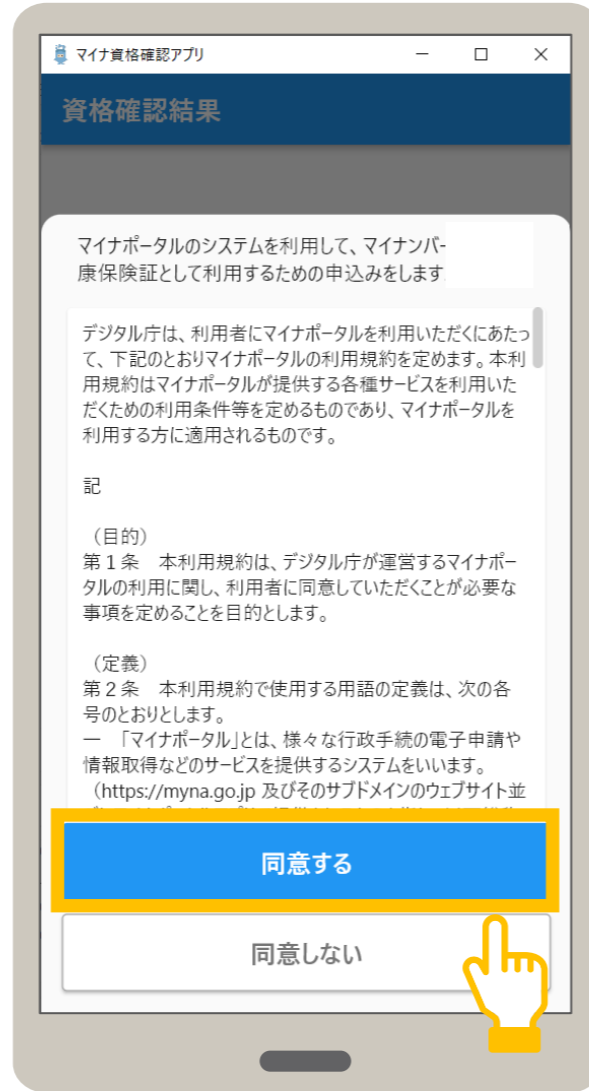 マイナ資格確認アプリ
資格確認結果
マイナポータルのシステムを利用して、マイナンバー
康保険証として利用するための申込みをします
デジタル庁は、利用者にマイナポータルを利用いただくにあたっ
て、下記のとおりマイナポータルの利用規約を定めます。本利
用規約はマイナポータルが提供する各種サービスを利用いた
だくための利用条件等を定めるものであり、マイナポータルを
利用する方に適用されるものです。
記
（目的）
第１条　本利用規約は、デジタル庁が運営するマイナポー
タルの利用に関し、利用者に同意していただくことが必要な
事項を定めることを目的とします。
（定義）
第２条　本利用規約で使用する用語の定義は、次の各
号のとおりとします。
一　「マイナポータル」とは、様々な行政手続の電子申請や
情報取得などのサービスを提供するシステムをいいます。
（https://myna.go.jp 及びそのサブドメインのウェブサイト並
同意する
同意しない